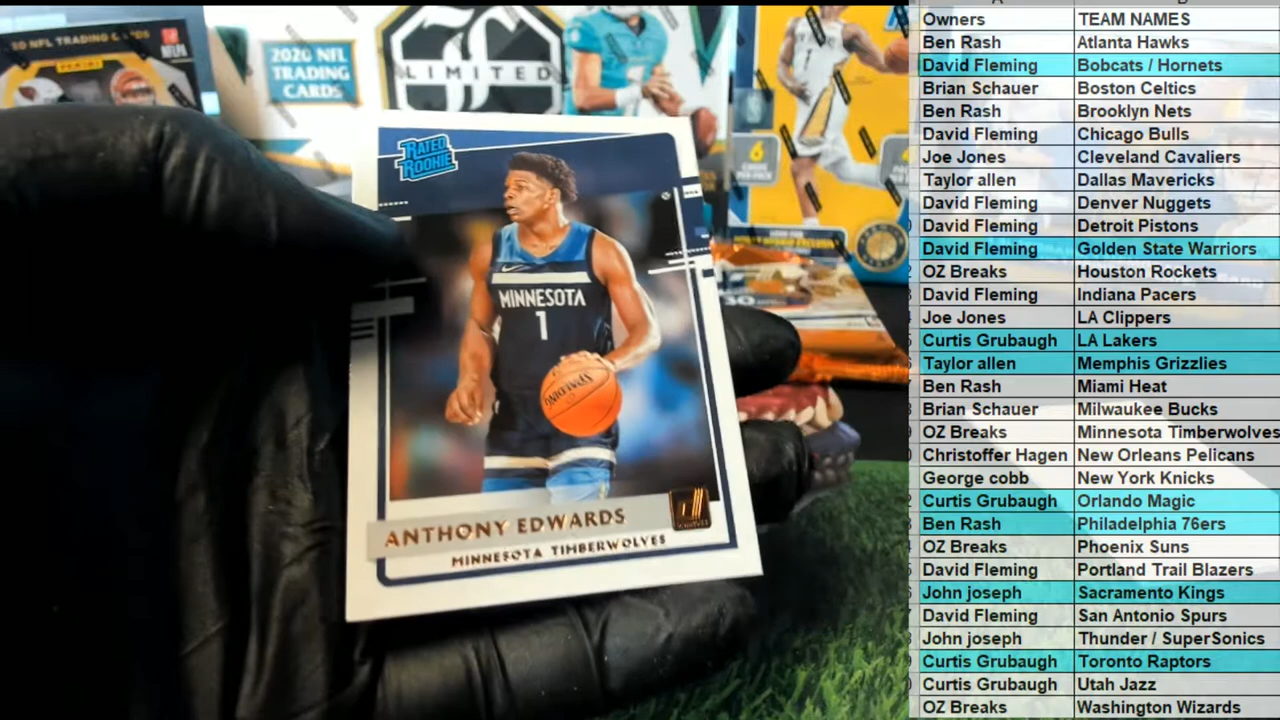 2020 NFL
TRADING
CARDS
LIMITED
PANINI
NFLPA
6
RATED
ROOKIE
MINNESOTA
1
SPALDING
ANTHONY EDWARDS
MINNESOTA TIMBERWOLVES
Owners TEAM NAMES
Ben Rash Atlanta Hawks
David Fleming Bobcats / Hornets
Brian Schauer Boston Celtics
Ben Rash Brooklyn Nets
David Fleming Chicago Bulls
Joe Jones Cleveland Cavaliers
Taylor allen Dallas Mavericks
David Fleming Denver Nuggets
David Fleming Detroit Pistons
David Fleming Golden State Warriors
OZ Breaks Houston Rockets
David Fleming Indiana Pacers
Joe Jones LA Clippers
Curtis Grubaugh LA Lakers
Taylor allen Memphis Grizzlies
Ben Rash Miami Heat
Brian Schauer Milwaukee Bucks
OZ Breaks Minnesota Timberwolves
Christoffer Hagen New Orleans Pelicans
George cobb New York Knicks
Curtis Grubaugh Orlando Magic
Ben Rash Philadelphia 76ers
OZ Breaks Phoenix Suns
David Fleming Portland Trail Blazers
John joseph Sacramento Kings
David Fleming San Antonio Spurs
John joseph Thunder / SuperSonics
Curtis Grubaugh Toronto Raptors
Curtis Grubaugh Utah Jazz
OZ Breaks Washington Wizards